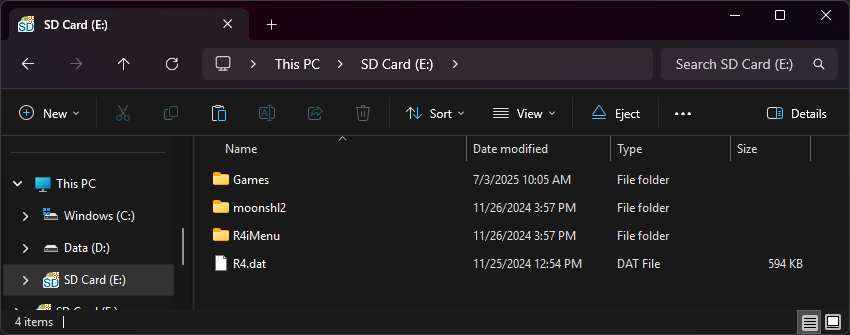 SD Card (E:)
This PC > SD Card (E:) >
Search SD Card (E:)
New
Sort
View
Eject
Details
Name Date modified Type Size
This PC
Windows (C:)
Data (D:)
SD Card (E:)
Games 7/3/2025 10:05 AM File folder
moonshl2 11/26/2024 3:57 PM File folder
R4iMenu 11/26/2024 3:57 PM File folder
R4.dat 11/25/2024 12:54 PM DAT File 594 KB
4 items